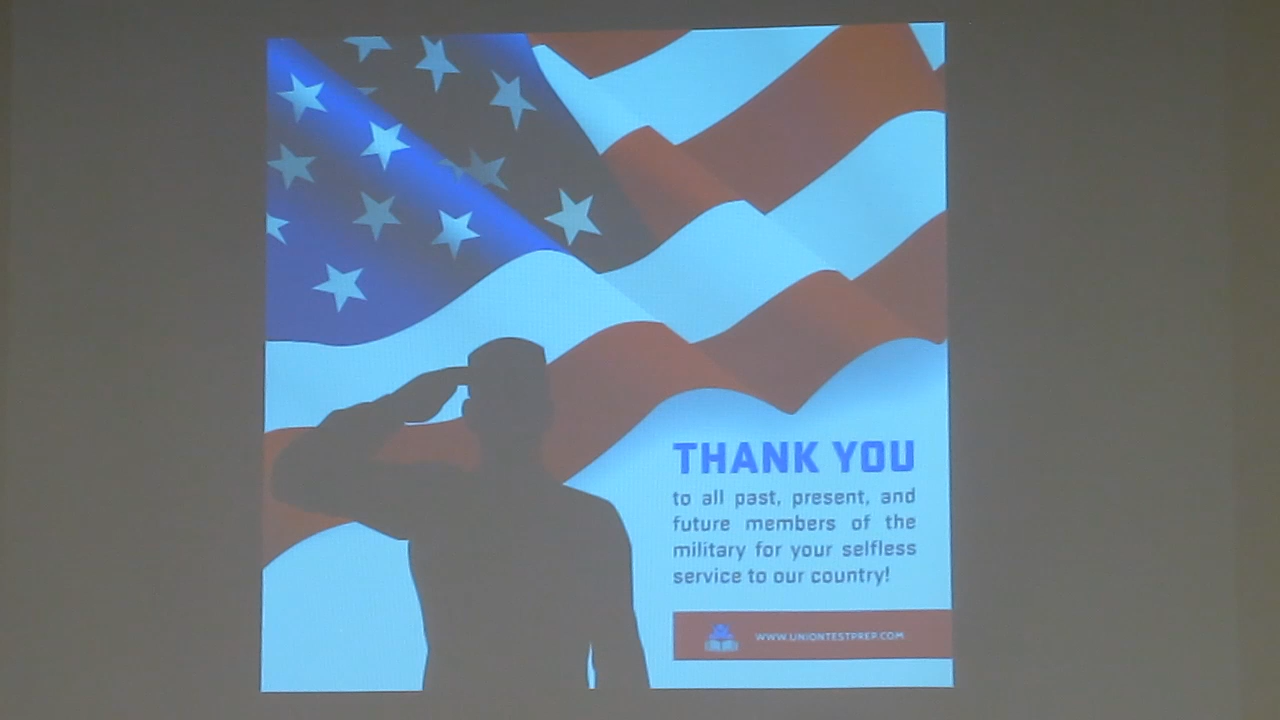 THANK YOU
to all past, present, and
future members of the
military for your selfless
service to our country!
WWW.UNIONTESTPREP.COM